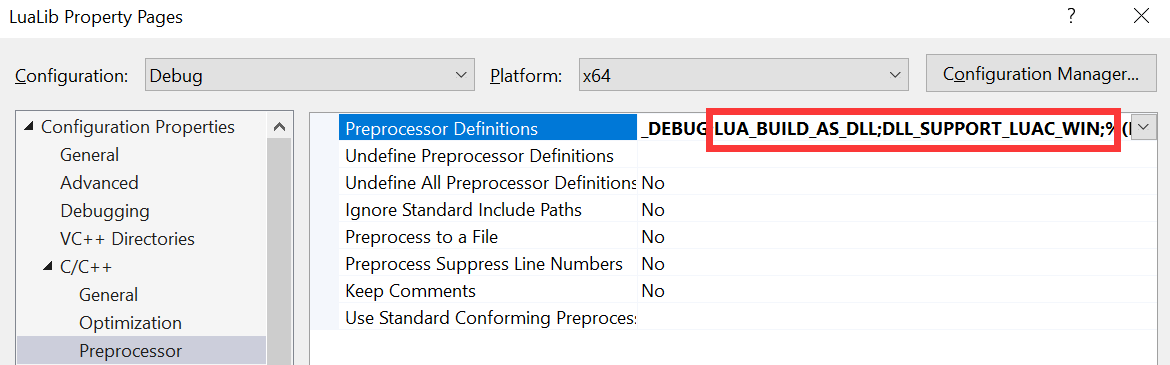 LuaLib Property Pages ?
Configuration: Debug Platform: x64 Configuration Manager...
Configuration Properties
General
Advanced
Debugging
VC++ Directories
C/C++
General
Optimization
Preprocessor
Preprocessor Definitions _DEBUG;LUA_BUILD_AS_DLL;DLL_SUPPORT_LUAC_WIN;%(
Undefine Preprocessor Definitions
Undefine All Preprocessor Definitions No
Ignore Standard Include Paths No
Preprocess to a File No
Preprocess Suppress Line Numbers No
Keep Comments No
Use Standard Conforming Preproces